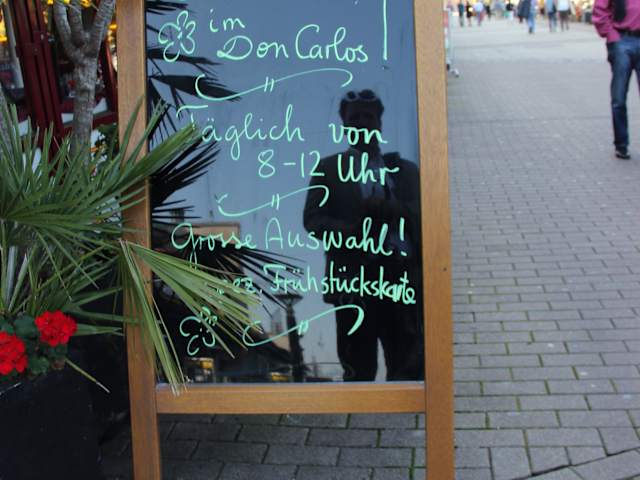 im
Don Carlos!
Täglich von
8-12 Uhr
Grosse Auswahl!
Frühstückskarte